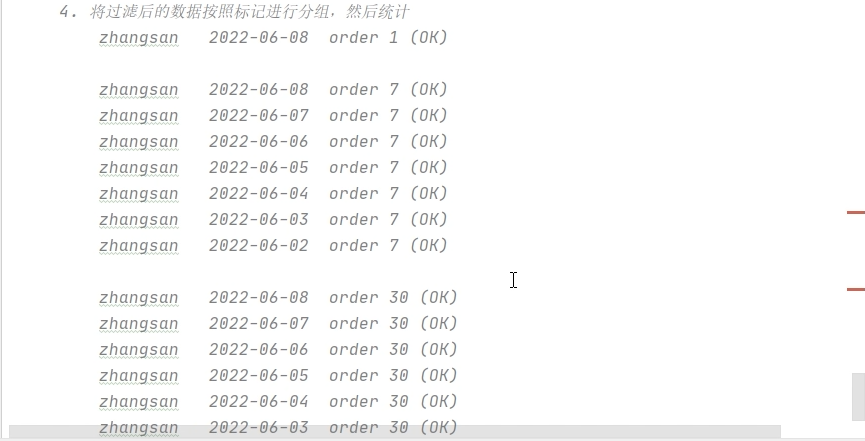 4. 将过滤后的数据按照标记进行分组，然后统计
zhangsan 2022-06-08 order 1 (OK)
zhangsan 2022-06-08 order 7 (OK)
zhangsan 2022-06-07 order 7 (OK)
zhangsan 2022-06-06 order 7 (OK)
zhangsan 2022-06-05 order 7 (OK)
zhangsan 2022-06-04 order 7 (OK)
zhangsan 2022-06-03 order 7 (OK)
zhangsan 2022-06-02 order 7 (OK)
zhangsan 2022-06-08 order 30 (OK)
zhangsan 2022-06-07 order 30 (OK)
zhangsan 2022-06-06 order 30 (OK)
zhangsan 2022-06-05 order 30 (OK)
zhangsan 2022-06-04 order 30 (OK)
zhangsan 2022-06-03 order 30 (OK)